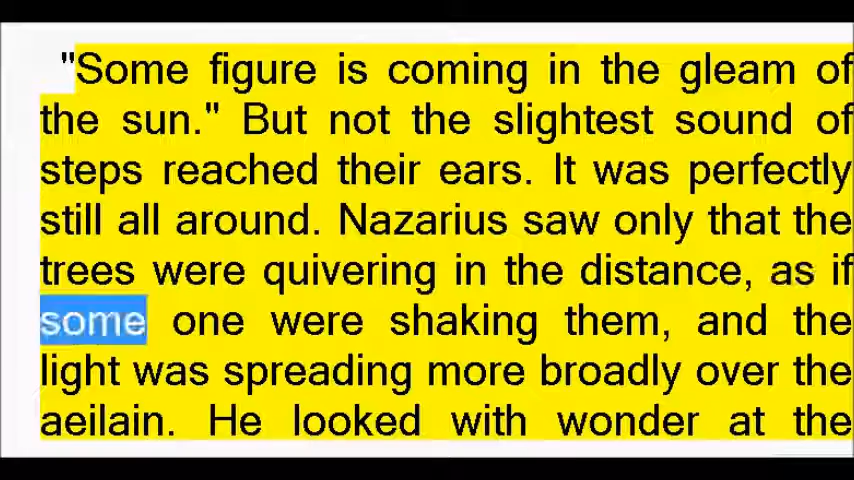 "Some figure is coming in the gleam of
the sun." But not the slightest sound of
steps reached their ears. It was perfectly
still all around. Nazarius saw only that the
trees were quivering in the distance, as if
some one were shaking them, and the
light was spreading more broadly over the
aeilain. He looked with wonder at the